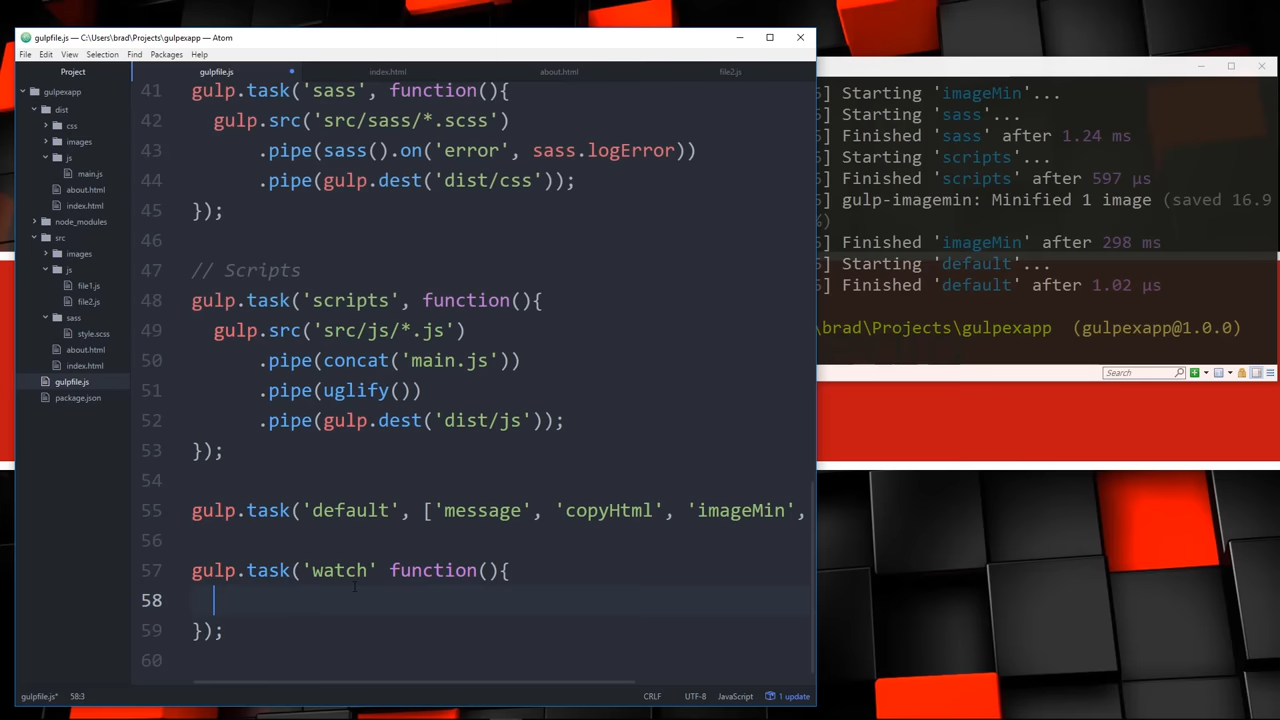 gulpfile.js — C:\Users\brad\Projects\gulpexapp — Atom
File Edit View Selection Find Packages Help
Project
gulpfile.js
index.html
about.html
file2.js
gulpexapp
dist
css
images
js
main.js
about.html
index.html
node_modules
src
images
js
file1.js
file2.js
sass
style.scss
about.html
index.html
gulpfile.js
package.json
41 gulp.task('sass', function(){
42 gulp.src('src/sass/*.scss')
43 .pipe(sass().on('error', sass.logError))
44 .pipe(gulp.dest('dist/css'));
45 });
46
47 // Scripts
48 gulp.task('scripts', function(){
49 gulp.src('src/js/*.js')
50 .pipe(concat('main.js'))
51 .pipe(uglify())
52 .pipe(gulp.dest('dist/js'));
53 });
54
55 gulp.task('default', ['message', 'copyHtml', 'imageMin',
56
57 gulp.task('watch' function(){
58
59 });
60
gulpfile.js* 58:3 CRLF UTF-8 JavaScript 1 update
] Starting 'imageMin'...
] Starting 'sass'...
] Finished 'sass' after 1.24 ms
] Starting 'scripts'...
] Finished 'scripts' after 597 μs
] gulp-imagemin: Minified 1 image (saved 16.9
%)
] Finished 'imageMin' after 298 ms
] Starting 'default'...
] Finished 'default' after 1.02 μs
\brad\Projects\gulpexapp (gulpexapp@1.0.0)
Search